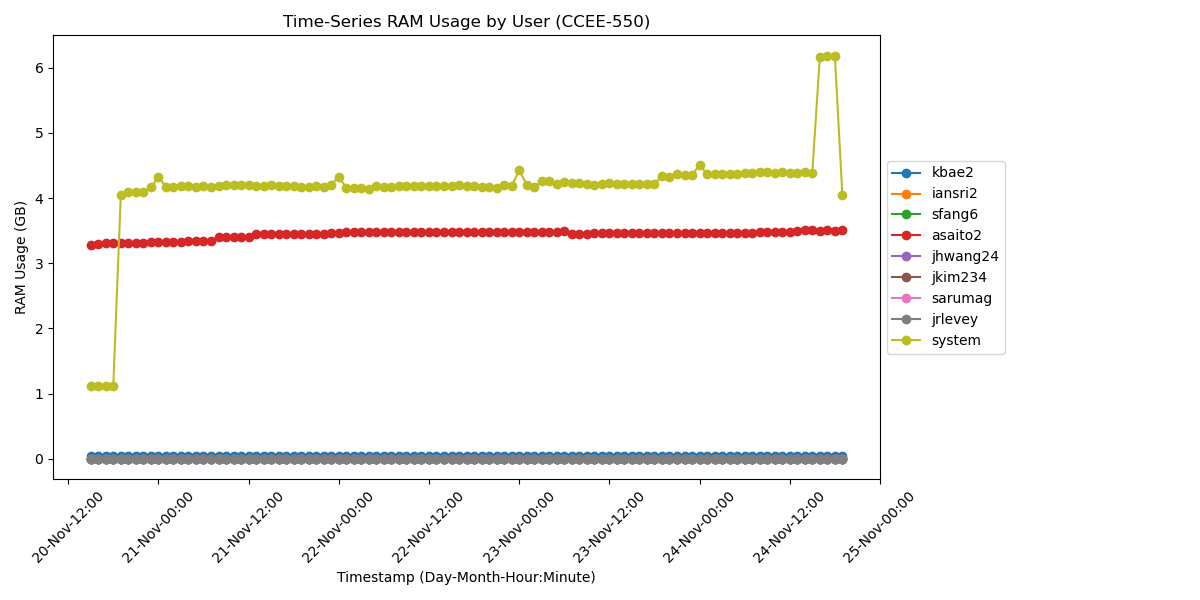 Time-Series RAM Usage by User (CCEE-550)
RAM Usage (GB)
6
5
4
3
2
1
0
20-Nov-12:00
21-Nov-00:00
21-Nov-12:00
22-Nov-00:00
22-Nov-12:00
23-Nov-00:00
23-Nov-12:00
24-Nov-00:00
24-Nov-12:00
25-Nov-00:00
Timestamp (Day-Month-Hour:Minute)
kbae2
iansri2
sfang6
asaito2
jhwang24
jkim234
sarumag
jrlevey
system